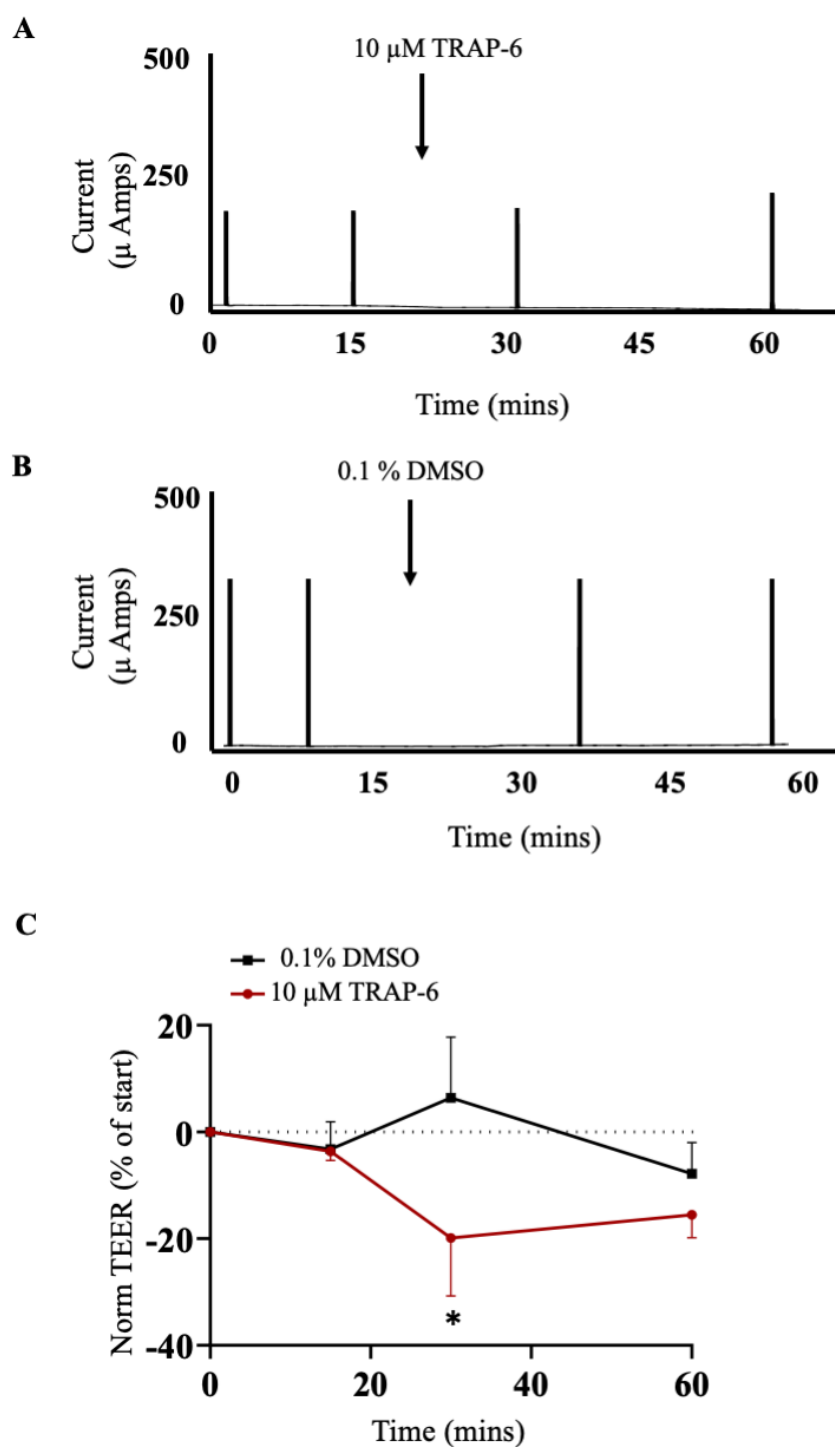 A
10 µM TRAP-6
500
250
0
Current
(µ Amps)
0 15 30 45 60
Time (mins)
B
0.1 % DMSO
500
250
0
Current
(µ Amps)
0 15 30 45 60
Time (mins)
C
0.1% DMSO
10 µM TRAP-6
20
0
-20
-40
Norm TEER (% of start)
*
0 20 40 60
Time (mins)